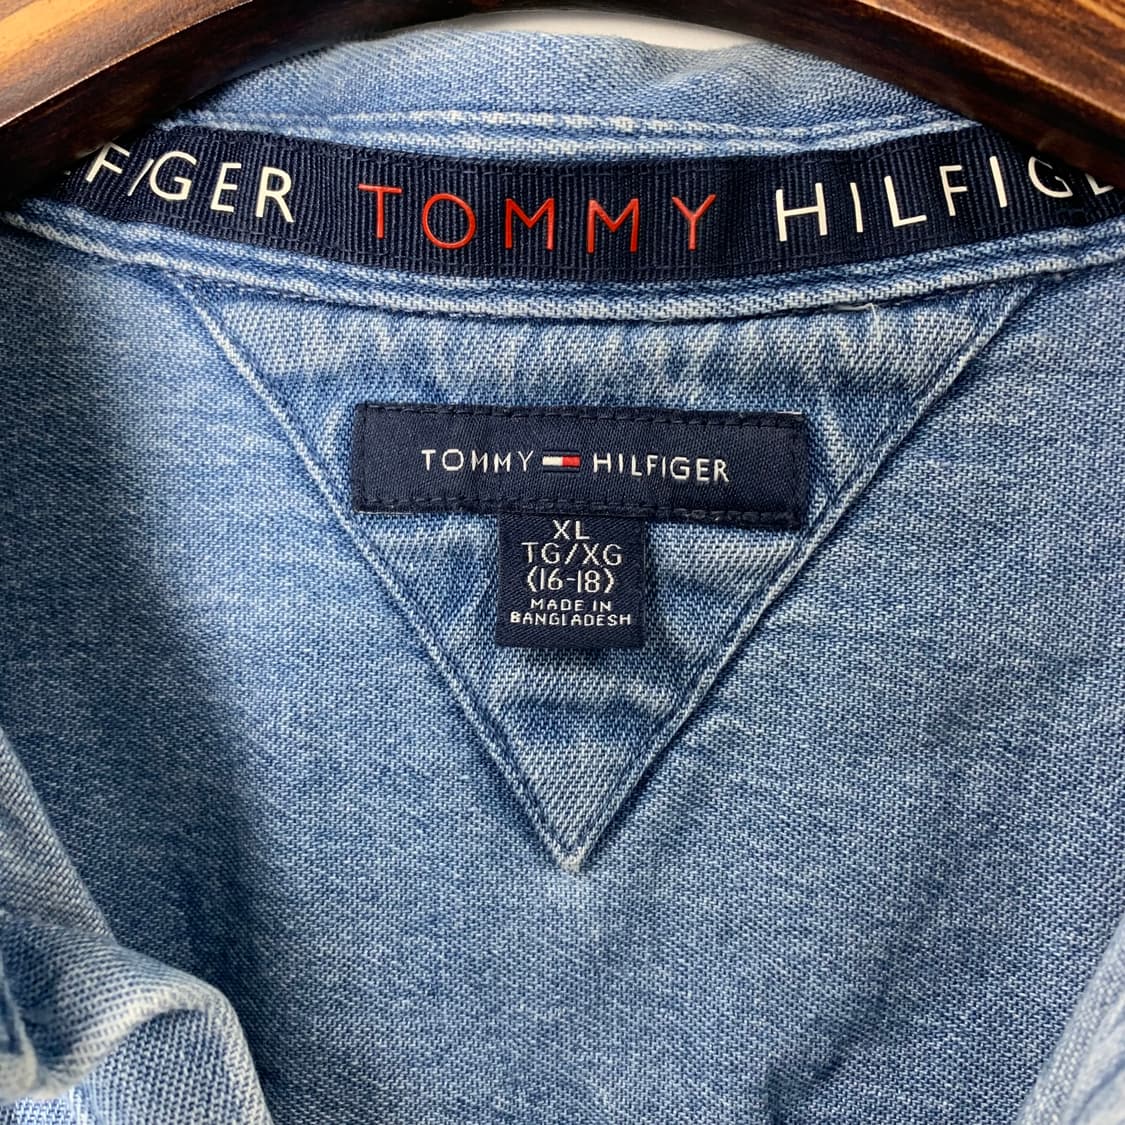 FIGER TOMMY HILFIGE
TOMMY HILFIGER
XL
TG/XG
(16-18)
MADE IN
BANGLADESH